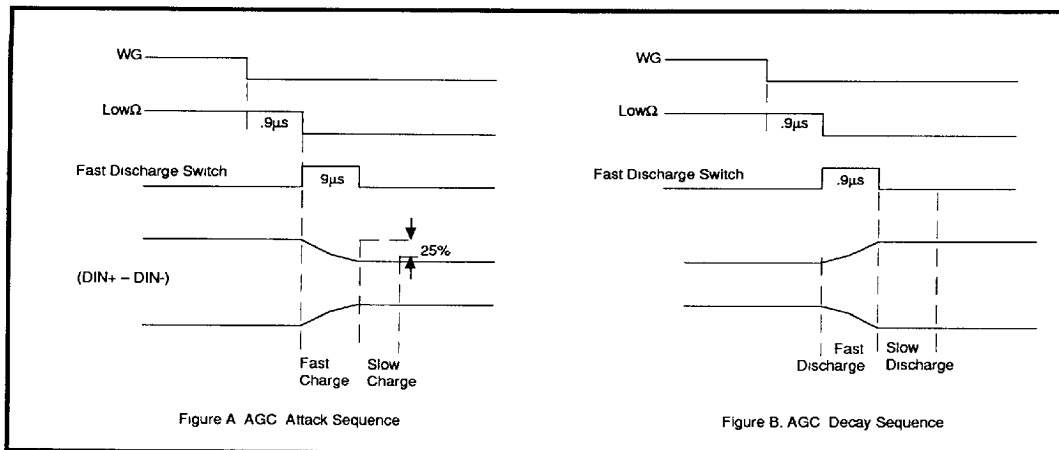 WG
LowΩ
.9µs
Fast Discharge Switch
9µs
25%
(DIN+ – DIN-)
Fast Charge
Slow Charge
Figure A AGC Attack Sequence
WG
LowΩ
.9µs
Fast Discharge Switch
.9µs
Fast Discharge
Slow Discharge
Figure B. AGC Decay Sequence